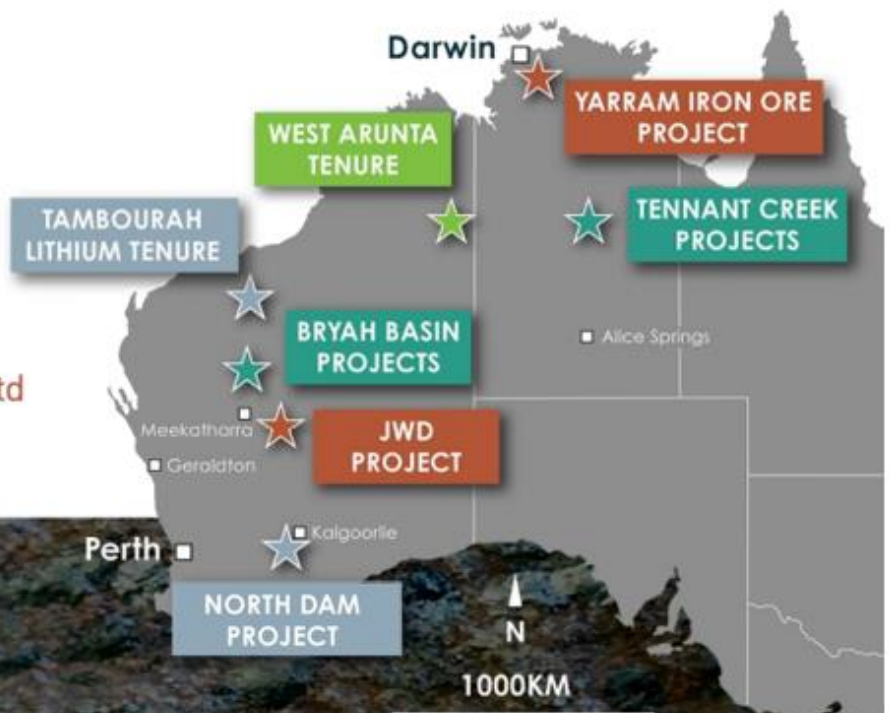 Darwin
YARRAM IRON ORE
PROJECT
WEST ARUNTA
TENURE
TENNANT CREEK
PROJECTS
TAMBOURAH
LITHIUM TENURE
BRYAH BASIN
PROJECTS
Alice Springs
td
Meekatharra
JWD
PROJECT
Geraldton
Perth
Kalgoorlie
NORTH DAM
PROJECT
N
1000KM